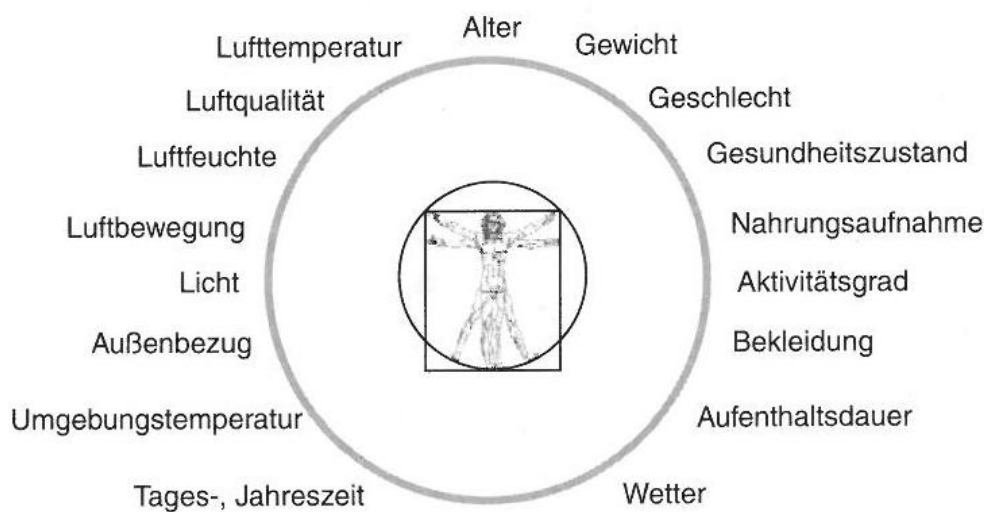 Alter
Lufttemperatur
Gewicht
Luftqualität
Geschlecht
Luftfeuchte
Gesundheitszustand
Luftbewegung
Nahrungsaufnahme
Licht
Aktivitätsgrad
Außenbezug
Bekleidung
Umgebungstemperatur
Aufenthaltsdauer
Tages-, Jahreszeit
Wetter